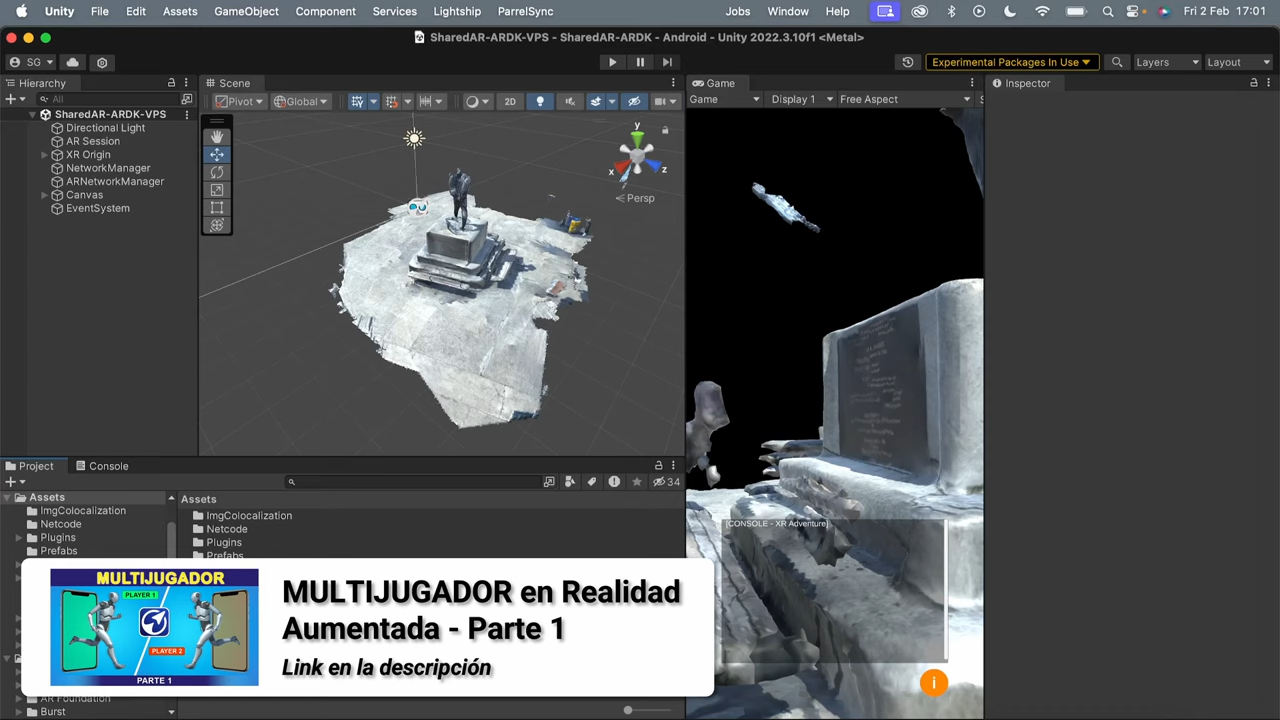 Unity File Edit Assets GameObject Component Services Lightship ParrelSync Jobs Window Help Fri 2 Feb 17:01
SharedAR-ARDK-VPS - SharedAR-ARDK - Android - Unity 2022.3.10f1 <Metal>
SG Experimental Packages In Use Layers Layout
Hierarchy
All
SharedAR-ARDK-VPS
Directional Light
AR Session
XR Origin
NetworkManager
ARNetworkManager
Canvas
EventSystem
Scene
Pivot Global 2D
y
x z
Persp
Game
Game Display 1 Free Aspect
[CONSOLE - XR Adventure]
i
Inspector
Project Console
34
Assets
ImgColocalization
Netcode
Plugins
Prefabs
AR Foundation
Burst
Assets
ImgColocalization
Netcode
Plugins
Prefabs
MULTIJUGADOR
PLAYER 1
PLAYER 2
PARTE 1
MULTIJUGADOR en Realidad
Aumentada - Parte 1
Link en la descripción